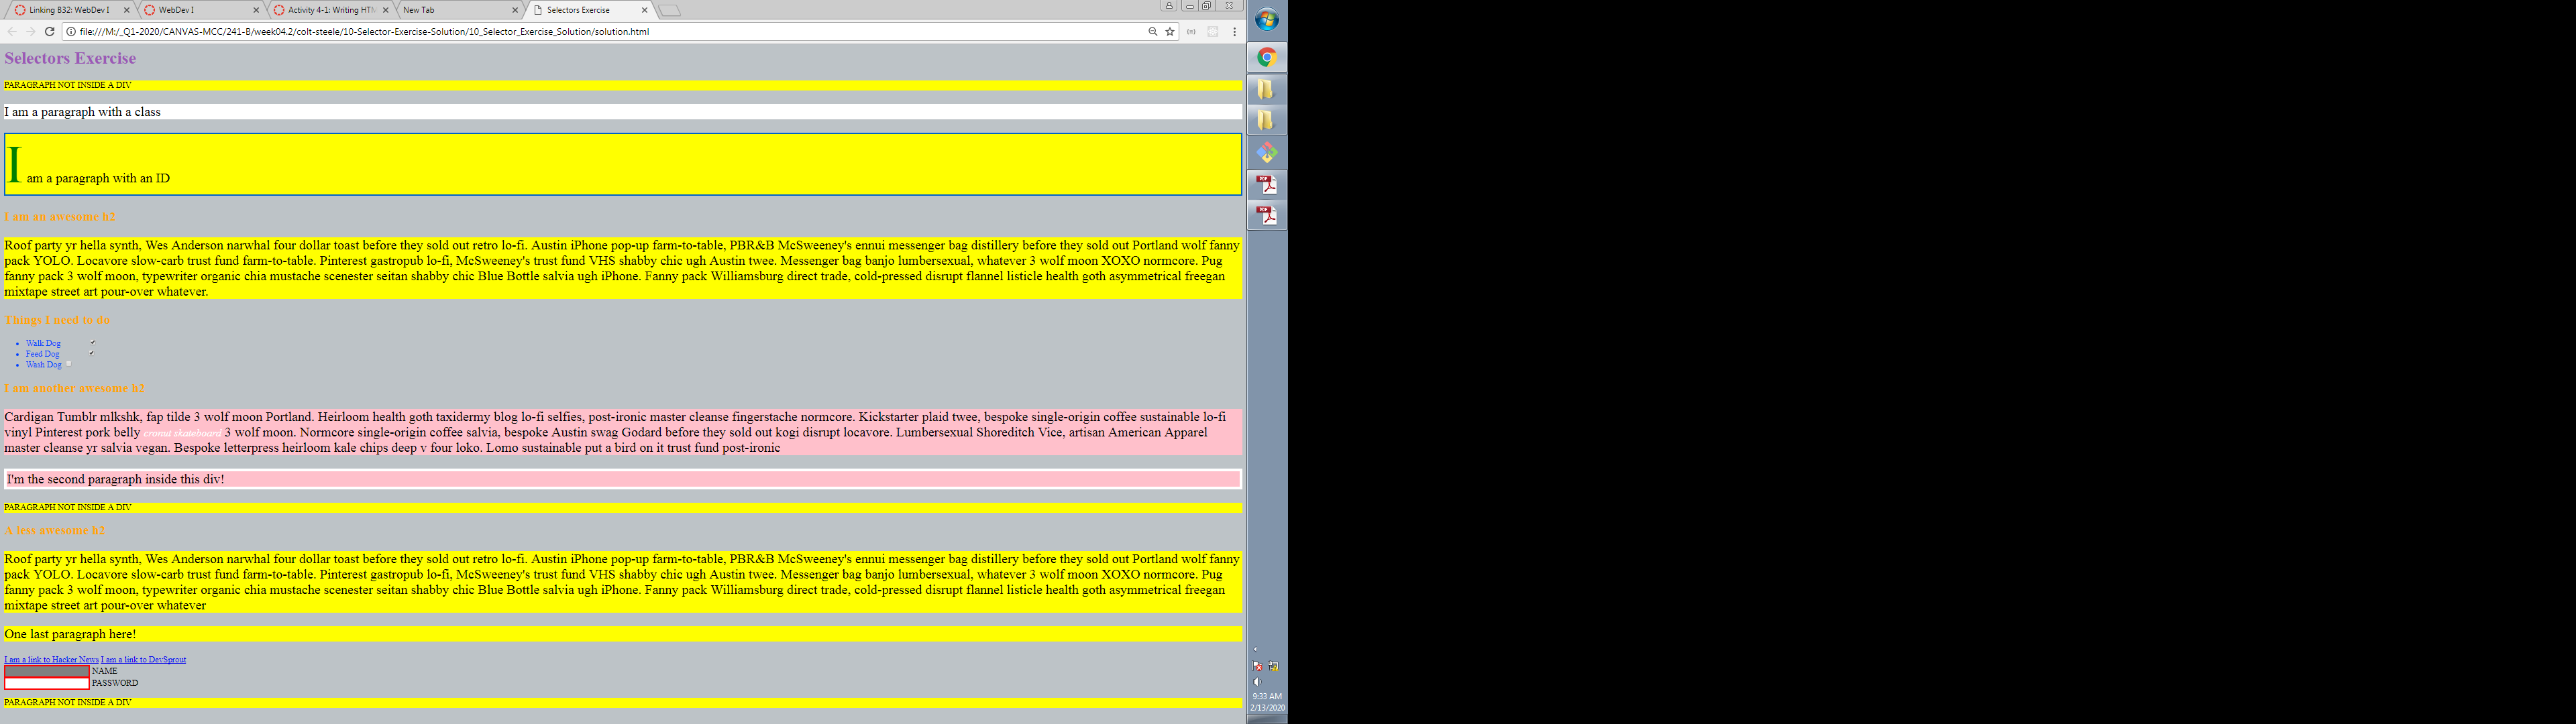 Linking B32: WebDev I
WebDev I
Activity 4-1: Writing HTM
New Tab
Selectors Exercise
file:///M:/_Q1-2020/CANVAS-MCC/241-B/week04.2/colt-steele/10-Selector-Exercise-Solution/10_Selector_Exercise_Solution/solution.html
Selectors Exercise
PARAGRAPH NOT INSIDE A DIV
I am a paragraph with a class
I am a paragraph with an ID
I am an awesome h2
Roof party yr hella synth, Wes Anderson narwhal four dollar toast before they sold out retro lo-fi. Austin iPhone pop-up farm-to-table, PBR&B McSweeney's ennui messenger bag distillery before they sold out Portland wolf fanny
pack YOLO. Locavore slow-carb trust fund farm-to-table. Pinterest gastropub lo-fi, McSweeney's trust fund VHS shabby chic ugh Austin twee. Messenger bag banjo lumbersexual, whatever 3 wolf moon XOXO normcore. Pug
fanny pack 3 wolf moon, typewriter organic chia mustache scenester seitan shabby chic Blue Bottle salvia ugh iPhone. Fanny pack Williamsburg direct trade, cold-pressed disrupt flannel listicle health goth asymmetrical freegan
mixtape street art pour-over whatever.
Things I need to do
Walk Dog
Feed Dog
Wash Dog
I am another awesome h2
Cardigan Tumblr mlkshk, fap tilde 3 wolf moon Portland. Heirloom health goth taxidermy blog lo-fi selfies, post-ironic master cleanse fingerstache normcore. Kickstarter plaid twee, bespoke single-origin coffee sustainable lo-fi
vinyl Pinterest pork belly cronut skateboard 3 wolf moon. Normcore single-origin coffee salvia, bespoke Austin swag Godard before they sold out kogi disrupt locavore. Lumbersexual Shoreditch Vice, artisan American Apparel
master cleanse yr salvia vegan. Bespoke letterpress heirloom kale chips deep v four loko. Lomo sustainable put a bird on it trust fund post-ironic
I'm the second paragraph inside this div!
PARAGRAPH NOT INSIDE A DIV
A less awesome h2
Roof party yr hella synth, Wes Anderson narwhal four dollar toast before they sold out retro lo-fi. Austin iPhone pop-up farm-to-table, PBR&B McSweeney's ennui messenger bag distillery before they sold out Portland wolf fanny
pack YOLO. Locavore slow-carb trust fund farm-to-table. Pinterest gastropub lo-fi, McSweeney's trust fund VHS shabby chic ugh Austin twee. Messenger bag banjo lumbersexual, whatever 3 wolf moon XOXO normcore. Pug
fanny pack 3 wolf moon, typewriter organic chia mustache scenester seitan shabby chic Blue Bottle salvia ugh iPhone. Fanny pack Williamsburg direct trade, cold-pressed disrupt flannel listicle health goth asymmetrical freegan
mixtape street art pour-over whatever
One last paragraph here!
I am a link to Hacker News I am a link to DevSprout
NAME
PASSWORD
PARAGRAPH NOT INSIDE A DIV
PDF
PDF
9:33 AM
2/13/2020